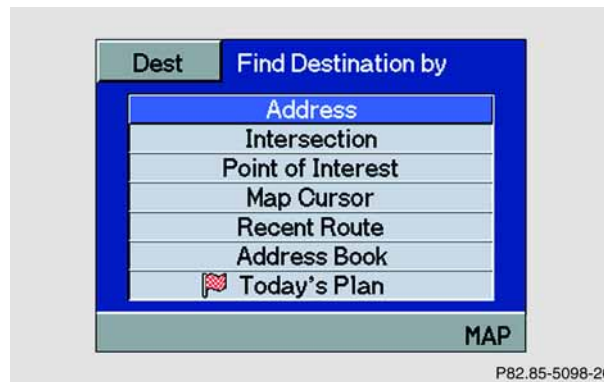 Dest Find Destination by
Address
Intersection
Point of Interest
Map Cursor
Recent Route
Address Book
Today's Plan
MAP
P82.85-5098-26